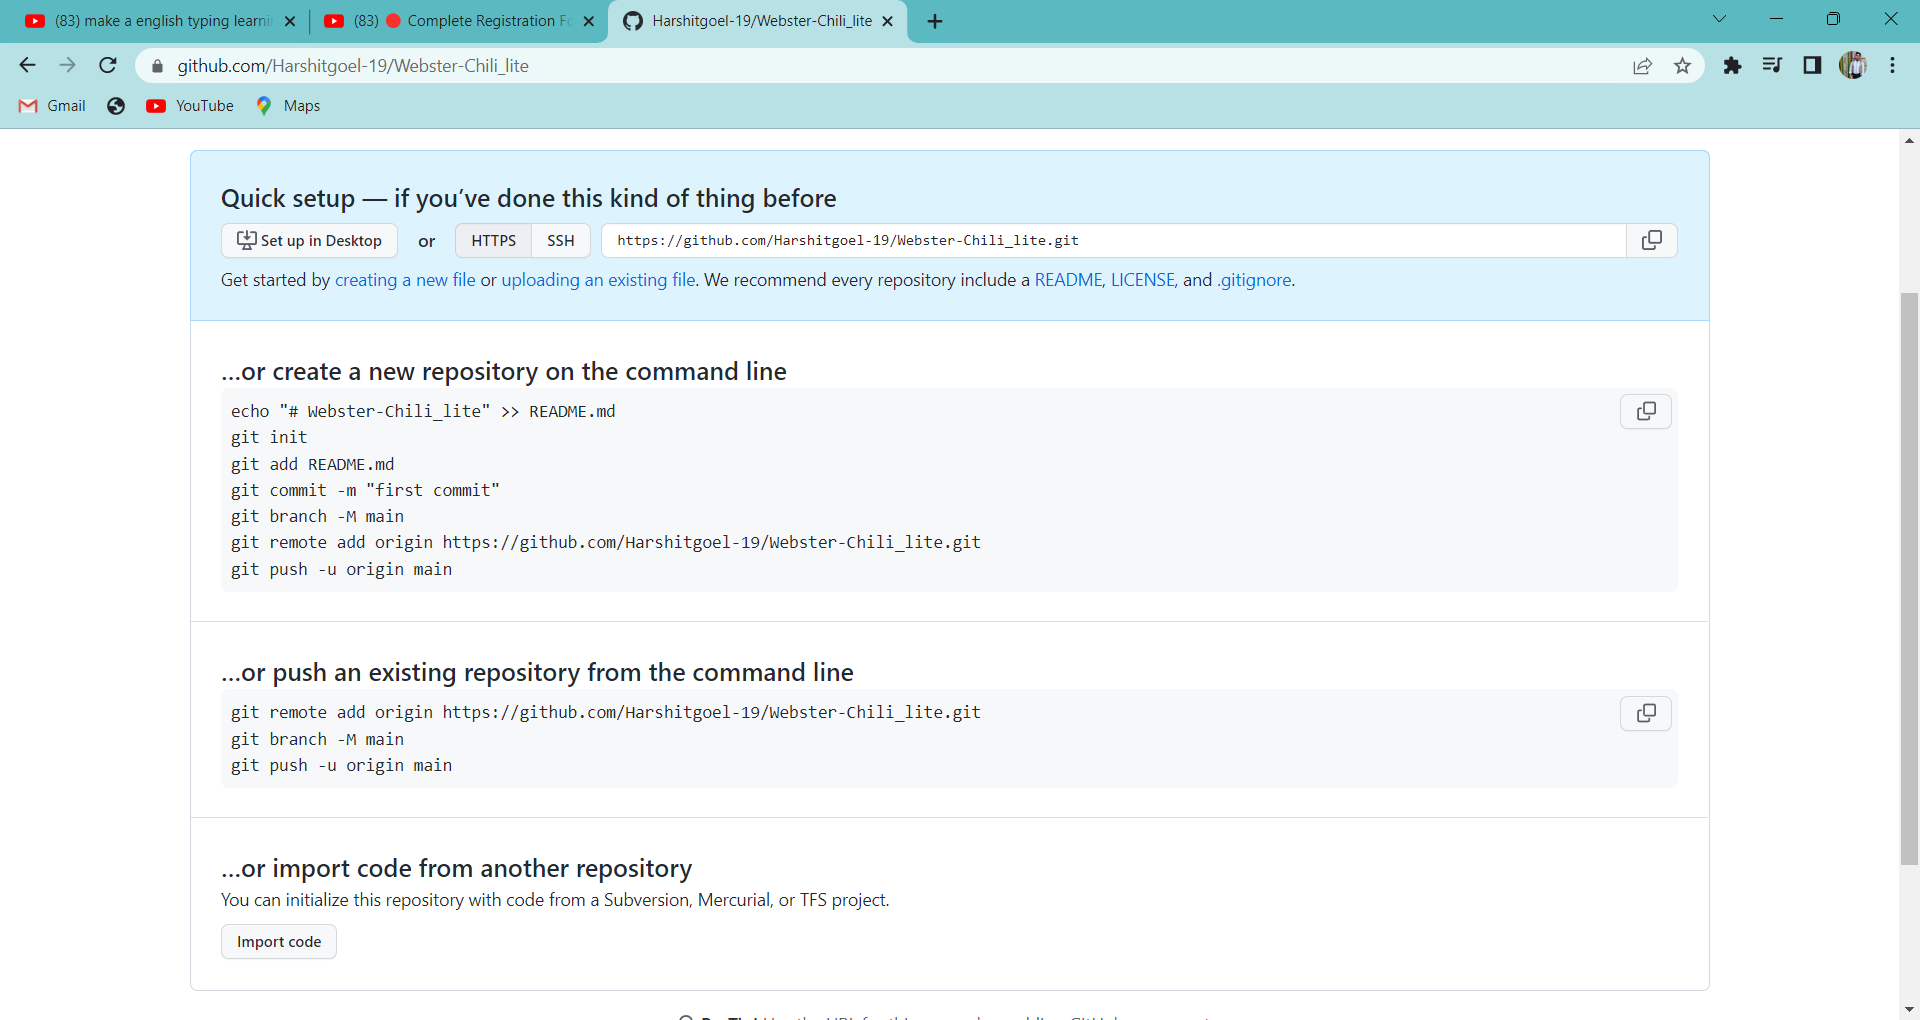 (83) make a english typing learni
(83) Complete Registration Fo
Harshitgoel-19/Webster-Chili_lite
github.com/Harshitgoel-19/Webster-Chili_lite
Gmail
YouTube
Maps
Quick setup — if you’ve done this kind of thing before
Set up in Desktop or HTTPS SSH https://github.com/Harshitgoel-19/Webster-Chili_lite.git
Get started by creating a new file or uploading an existing file. We recommend every repository include a README, LICENSE, and .gitignore.
…or create a new repository on the command line
echo "# Webster-Chili_lite" >> README.md
git init
git add README.md
git commit -m "first commit"
git branch -M main
git remote add origin https://github.com/Harshitgoel-19/Webster-Chili_lite.git
git push -u origin main
…or push an existing repository from the command line
git remote add origin https://github.com/Harshitgoel-19/Webster-Chili_lite.git
git branch -M main
git push -u origin main
…or import code from another repository
You can initialize this repository with code from a Subversion, Mercurial, or TFS project.
Import code